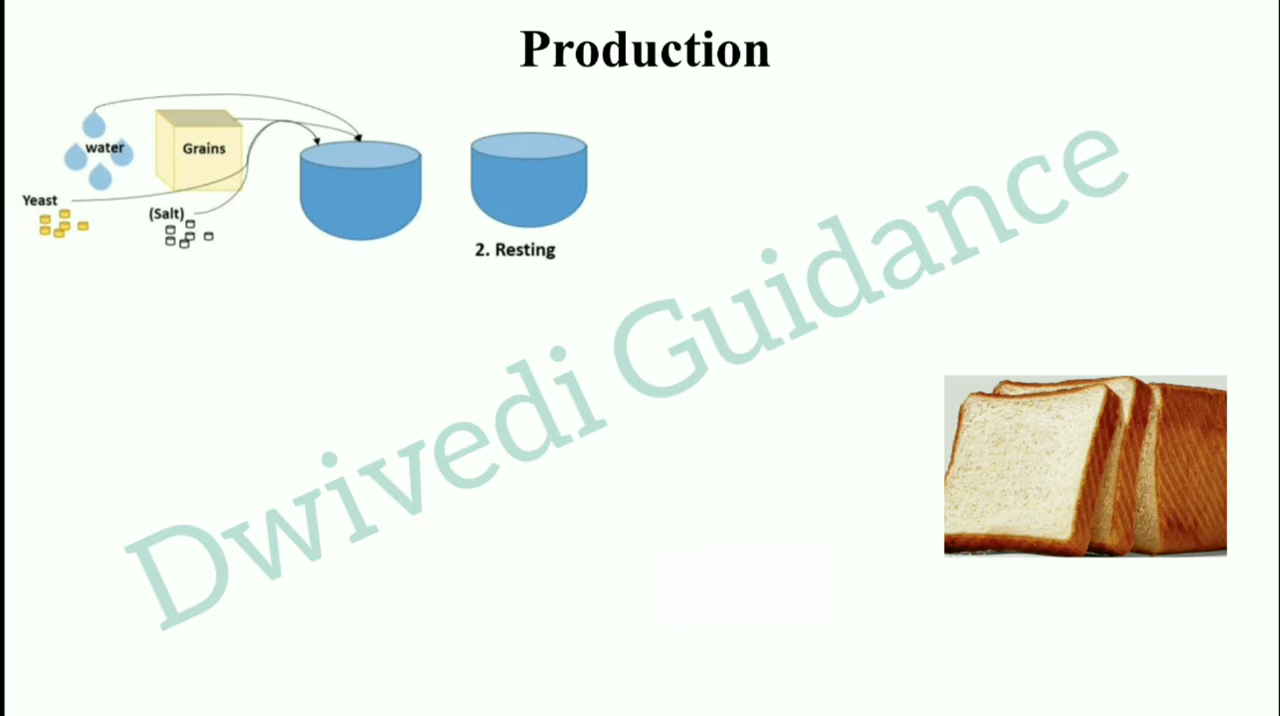 Production
water
Grains
Yeast
(Salt)
2. Resting
Dwivedi Guidance